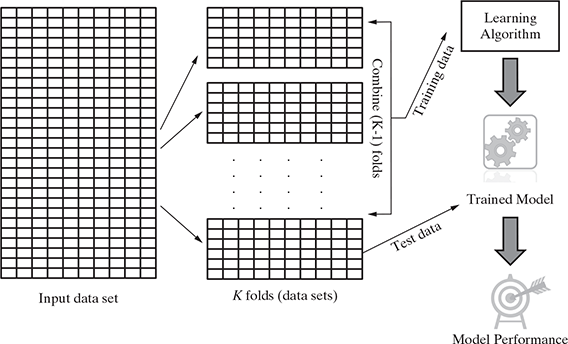 Learning
Algorithm
Combine (K-1) folds
Training data
Trained Model
Test data
Input data set
K folds (data sets)
Model Performance